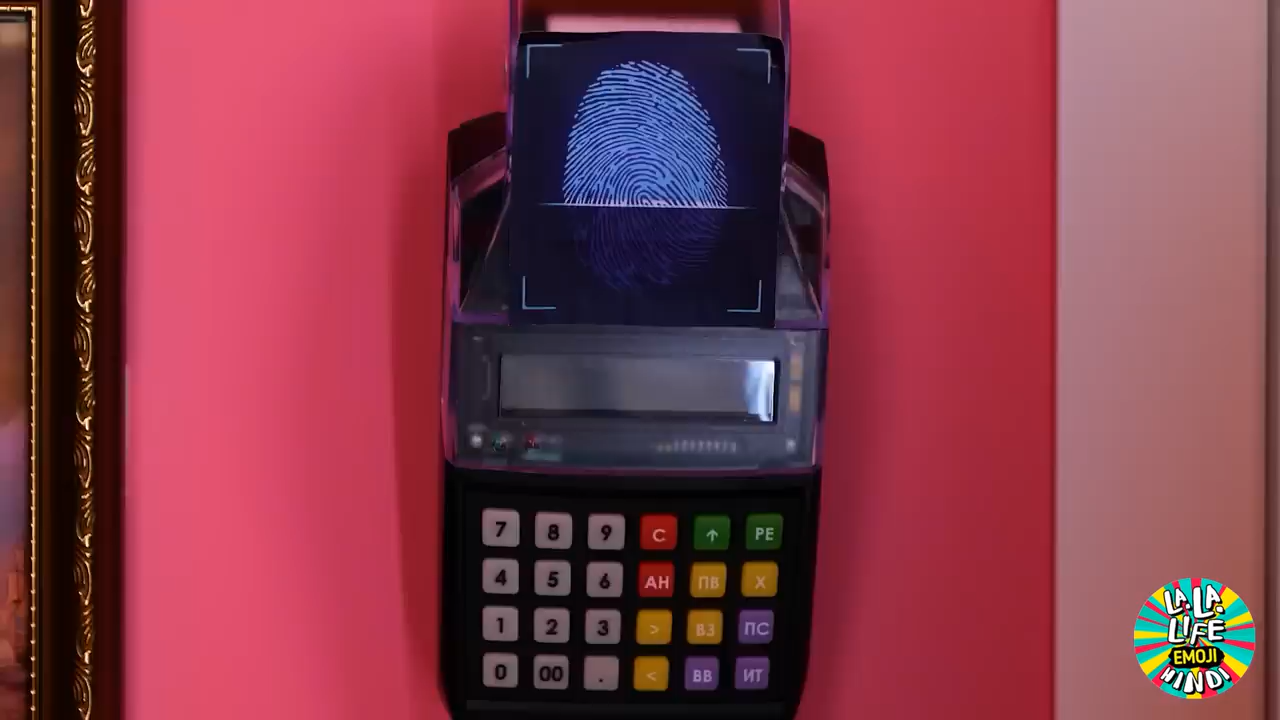 7 8 9 С ↑ РЕ
4 5 6 АН ПВ Х
1 2 3 > ВЗ ПС
0 00 . < ВВ ИТ
LA LA
LIFE
EMOJI
HINDI